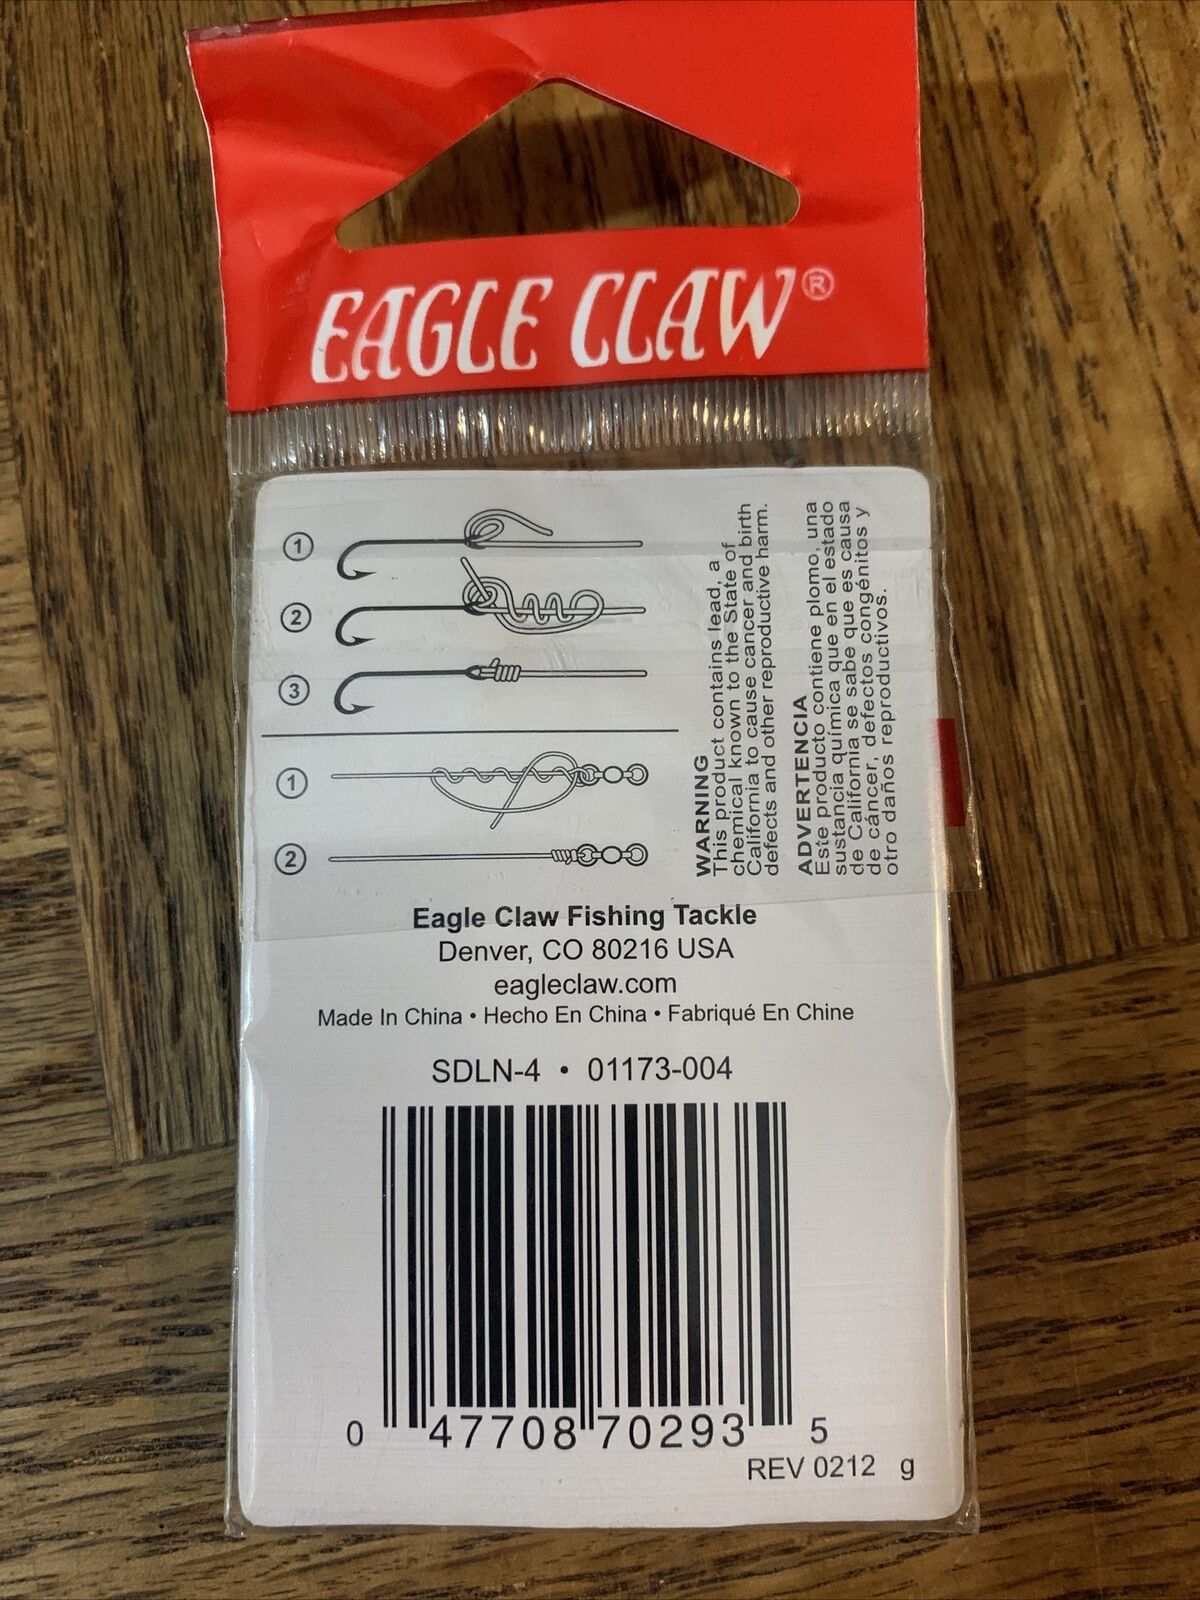 EAGLE CLAW®
1
2
3
1
2
WARNING
This product contains lead, a
chemical known to the State of
California to cause cancer and birth
defects and other reproductive harm.
ADVERTENCIA
Este producto contiene plomo, una
sustancia química que en el estado
de California se sabe que es causa
de cáncer, defectos congénitos y
otro daños reproductivos.
Eagle Claw Fishing Tackle
Denver, CO 80216 USA
eagleclaw.com
Made In China • Hecho En China • Fabriqué En Chine
SDLN-4 • 01173-004
0 47708 70293 5
REV 0212 g